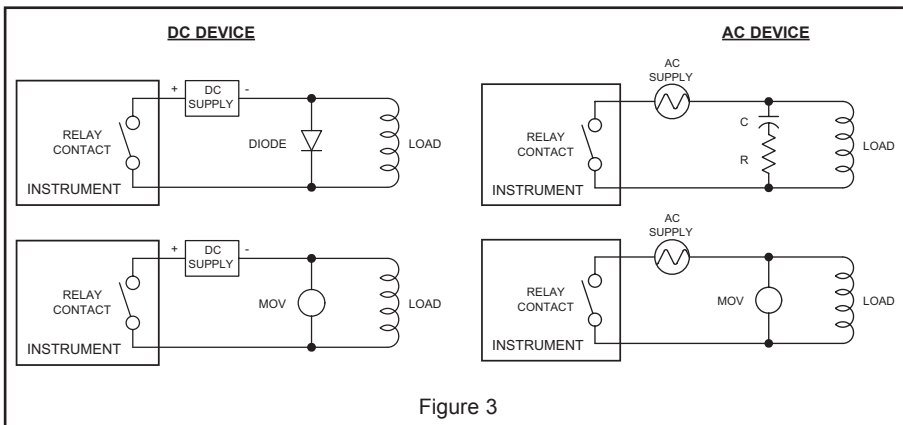 DC DEVICE
AC DEVICE
+
DC
SUPPLY
-
RELAY
CONTACT
INSTRUMENT
DIODE
LOAD
AC
SUPPLY
RELAY
CONTACT
INSTRUMENT
C
R
LOAD
+
DC
SUPPLY
-
RELAY
CONTACT
INSTRUMENT
MOV
LOAD
AC
SUPPLY
RELAY
CONTACT
INSTRUMENT
MOV
LOAD
Figure 3